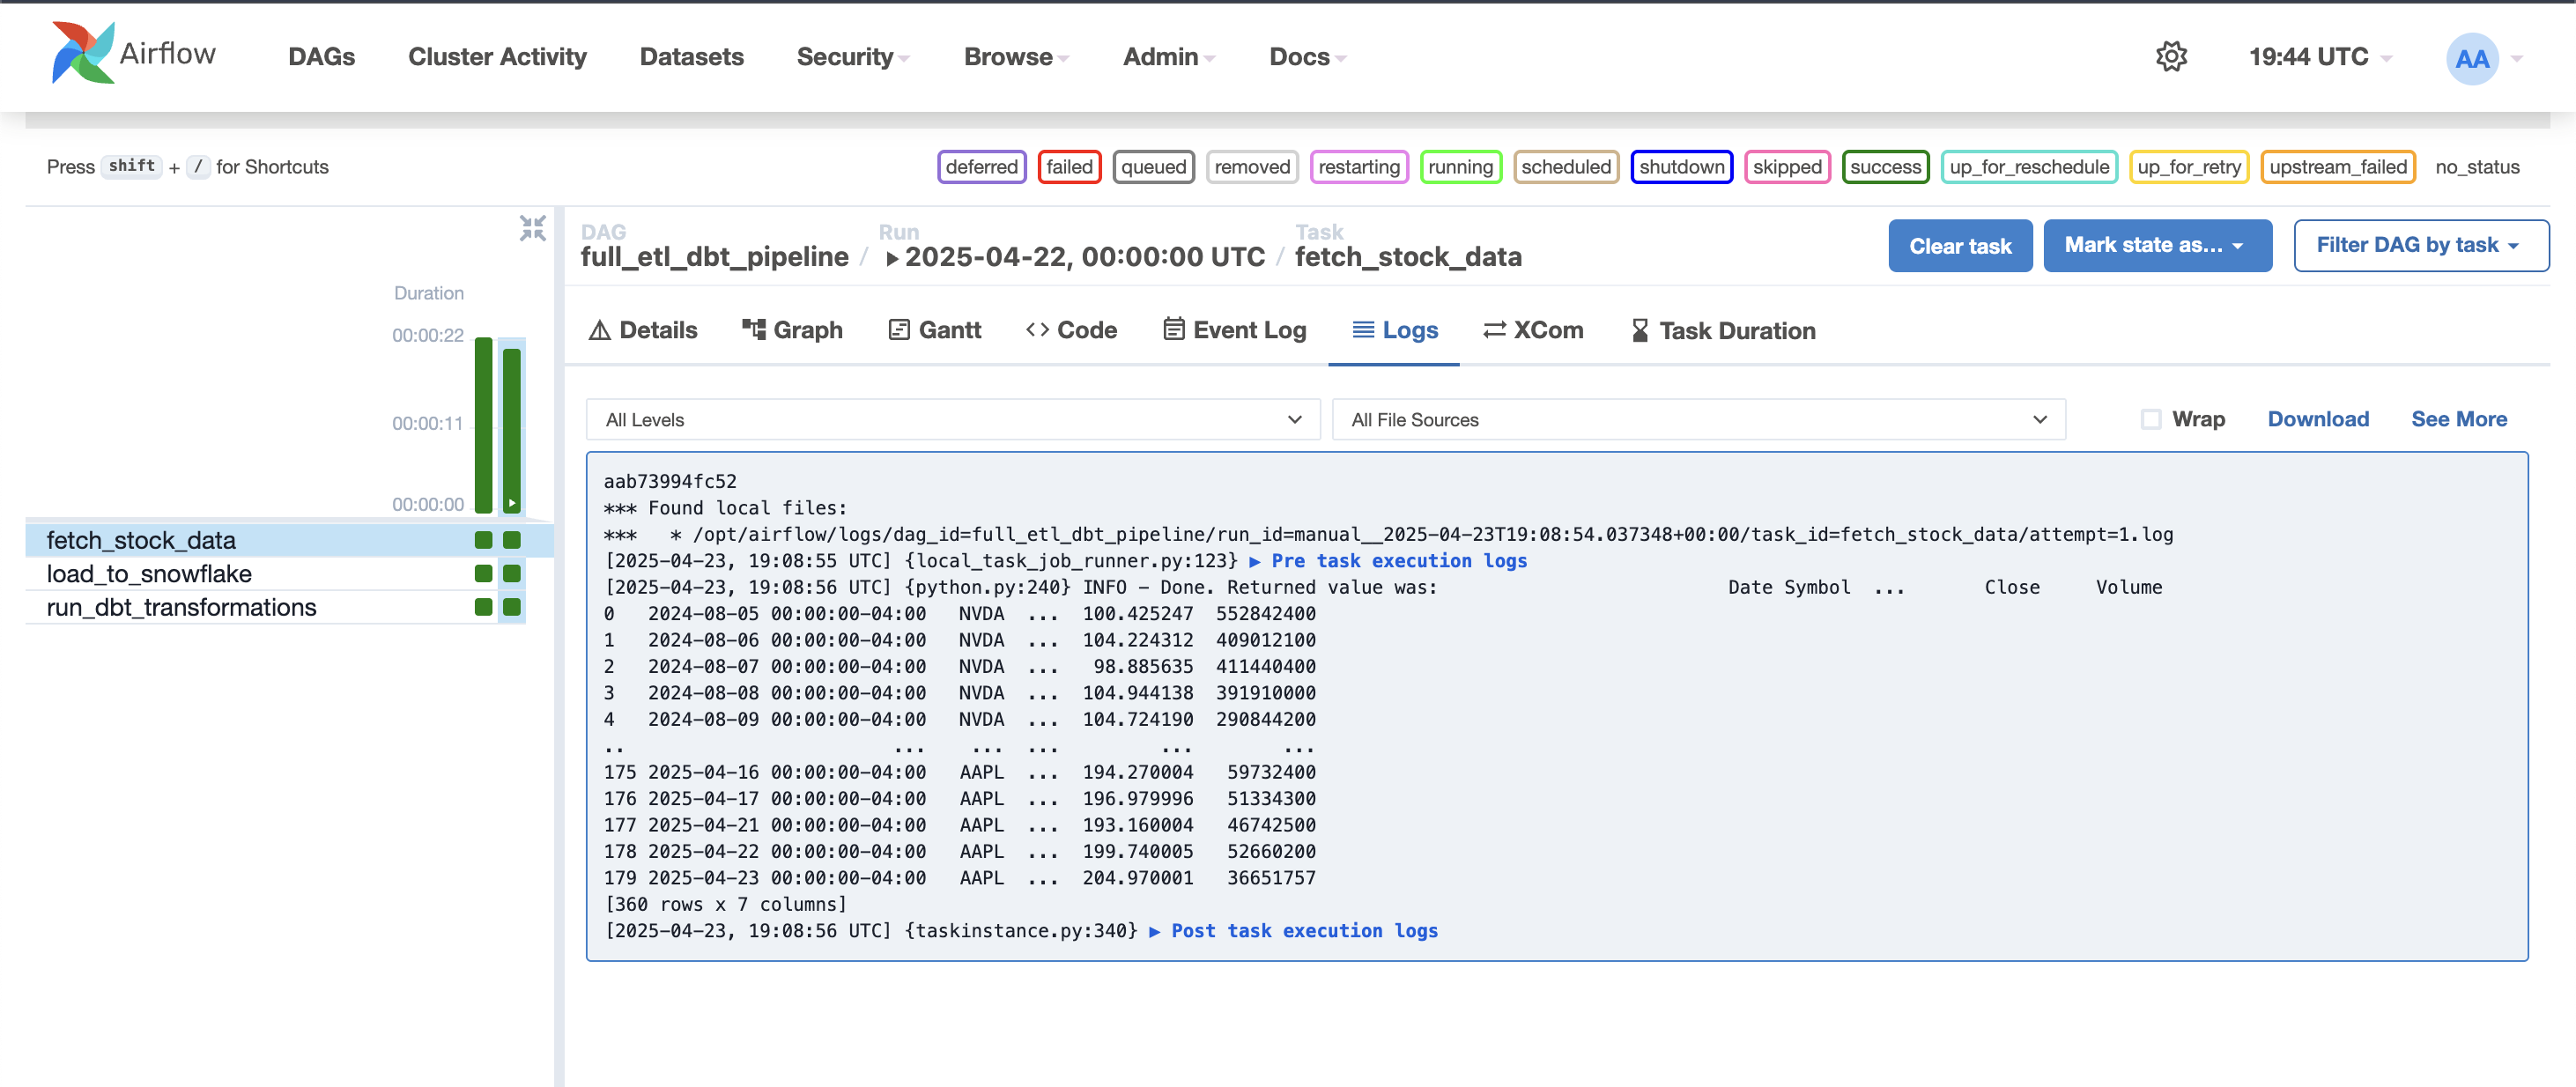 Airflow DAGs Cluster Activity Datasets Security Browse Admin Docs 19:44 UTC AA
Press shift + / for Shortcuts deferred failed queued removed restarting running scheduled shutdown skipped success up_for_reschedule up_for_retry upstream_failed no_status
DAG Run Task
full_etl_dbt_pipeline / 2025-04-22, 00:00:00 UTC / fetch_stock_data
Clear task Mark state as... Filter DAG by task
Duration
00:00:22
00:00:11
00:00:00
fetch_stock_data
load_to_snowflake
run_dbt_transformations
Details Graph Gantt <> Code Event Log Logs XCom Task Duration
All Levels All File Sources Wrap Download See More
aab73994fc52
*** Found local files:
***   * /opt/airflow/logs/dag_id=full_etl_dbt_pipeline/run_id=manual__2025-04-23T19:08:54.037348+00:00/task_id=fetch_stock_data/attempt=1.log
[2025-04-23, 19:08:55 UTC] {local_task_job_runner.py:123} ▶ Pre task execution logs
[2025-04-23, 19:08:56 UTC] {python.py:240} INFO - Done. Returned value was: Date Symbol ... Close Volume
0 2024-08-05 00:00:00-04:00 NVDA ... 100.425247 552842400
1 2024-08-06 00:00:00-04:00 NVDA ... 104.224312 409012100
2 2024-08-07 00:00:00-04:00 NVDA ... 98.885635 411440400
3 2024-08-08 00:00:00-04:00 NVDA ... 104.944138 391910000
4 2024-08-09 00:00:00-04:00 NVDA ... 104.724190 290844200
.. ... ... ... ... ...
175 2025-04-16 00:00:00-04:00 AAPL ... 194.270004 59732400
176 2025-04-17 00:00:00-04:00 AAPL ... 196.979996 51334300
177 2025-04-21 00:00:00-04:00 AAPL ... 193.160004 46742500
178 2025-04-22 00:00:00-04:00 AAPL ... 199.740005 52660200
179 2025-04-23 00:00:00-04:00 AAPL ... 204.970001 36651757
[360 rows x 7 columns]
[2025-04-23, 19:08:56 UTC] {taskinstance.py:340} ▶ Post task execution logs